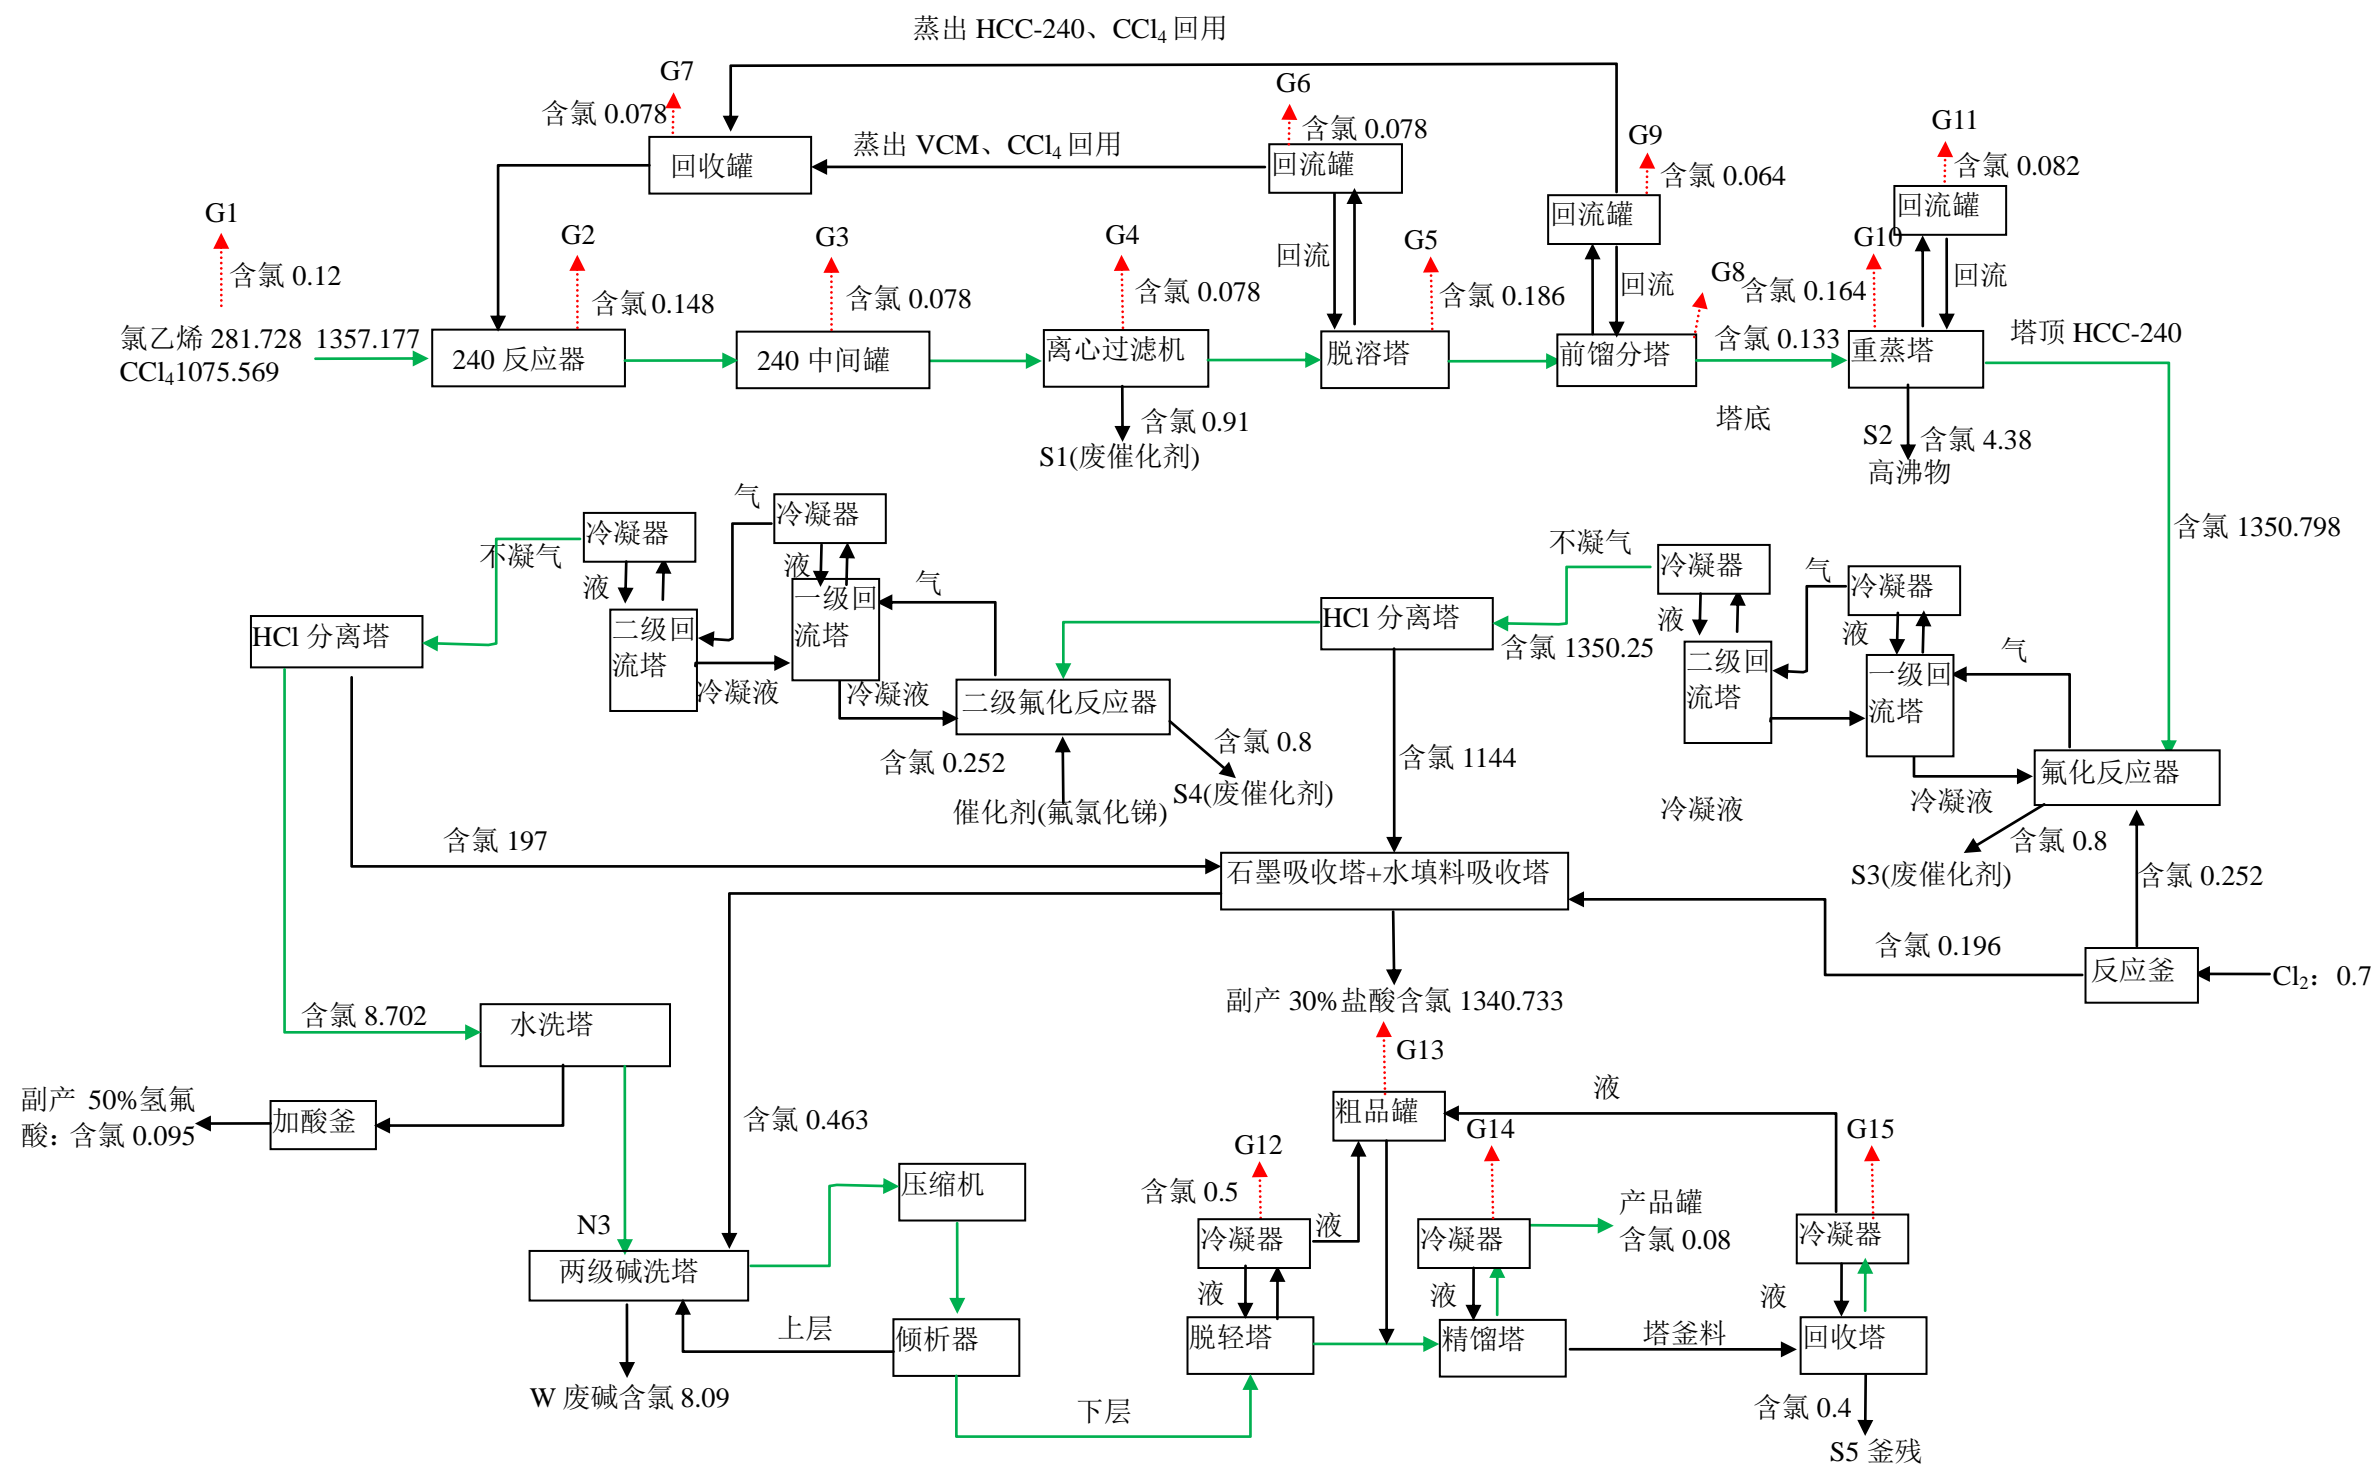 蒸出 HCC-240、CCl₄ 回用
G7
含氯 0.078
G6
含氯 0.078
G9
含氯 0.064
G11
含氯 0.082
回收罐
蒸出 VCM、CCl₄ 回用
回流罐
回流罐
回流罐
G1
含氯 0.12
G2
含氯 0.148
G3
含氯 0.078
G4
含氯 0.078
回流
G5
含氯 0.186
回流
G8
含氯 0.133
G10
含氯 0.164
回流
氯乙烯 281.728 1357.177
CCl₄1075.569
240 反应器
240 中间罐
离心过滤机
脱溶塔
前馏分塔
重蒸塔
塔顶 HCC-240
含氯 0.91
S1(废催化剂)
塔底
S2
含氯 4.38
高沸物
含氯 1350.798
不凝气
冷凝器
气
冷凝器
液
液
HCl 分离塔
二级回
流塔
一级回
流塔
气
冷凝液
冷凝液
二级氟化反应器
HCl 分离塔
不凝气
含氯 1350.25
冷凝器
气
冷凝器
液
液
二级回
流塔
一级回
流塔
气
冷凝液
冷凝液
氟化反应器
含氯 0.252
催化剂(氟氯化锑)
含氯 0.8
S4(废催化剂)
含氯 1144
含氯 0.8
S3(废催化剂)
含氯 0.252
含氯 197
石墨吸收塔+水填料吸收塔
含氯 0.196
反应釜
Cl₂：0.7
副产 30%盐酸含氯 1340.733
含氯 8.702
水洗塔
副产 50%氢氟
酸：含氯 0.095
加酸釜
含氯 0.463
N3
两级碱洗塔
W 废碱含氯 8.09
压缩机
倾析器
上层
下层
G13
粗品罐
液
G12
含氯 0.5
冷凝器
液
液
脱轻塔
G14
冷凝器
液
精馏塔
产品罐
含氯 0.08
塔釜料
G15
冷凝器
液
回收塔
含氯 0.4
S5 釜残